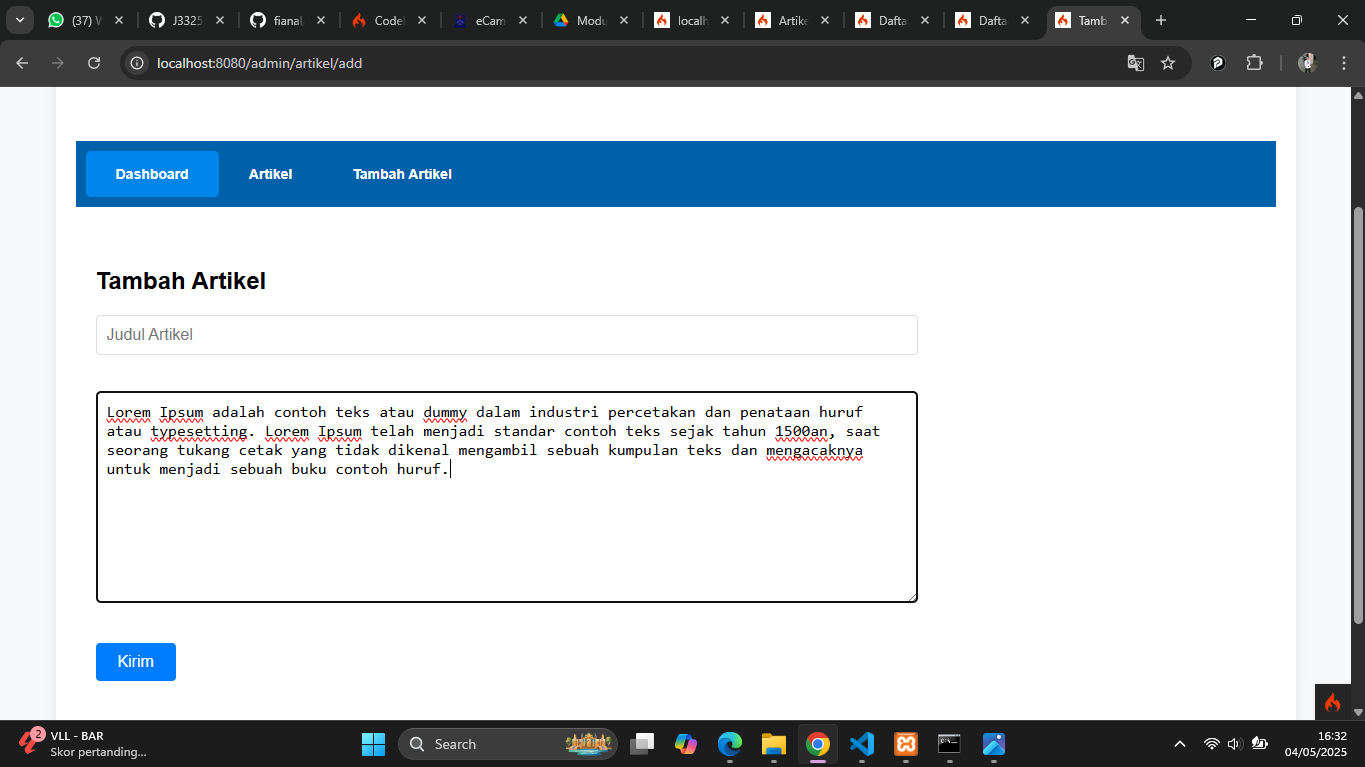 (37) W
J3325
fianaL
Codel
eCam
Modu
localh
Artike
Dafta
Dafta
Tamb
localhost:8080/admin/artikel/add
Dashboard
Artikel
Tambah Artikel
Tambah Artikel
Judul Artikel
Lorem Ipsum adalah contoh teks atau dummy dalam industri percetakan dan penataan huruf
atau typesetting. Lorem Ipsum telah menjadi standar contoh teks sejak tahun 1500an, saat
seorang tukang cetak yang tidak dikenal mengambil sebuah kumpulan teks dan mengacaknya
untuk menjadi sebuah buku contoh huruf.
Kirim
2
VLL - BAR
Skor pertanding...
Search
16:32
04/05/2025